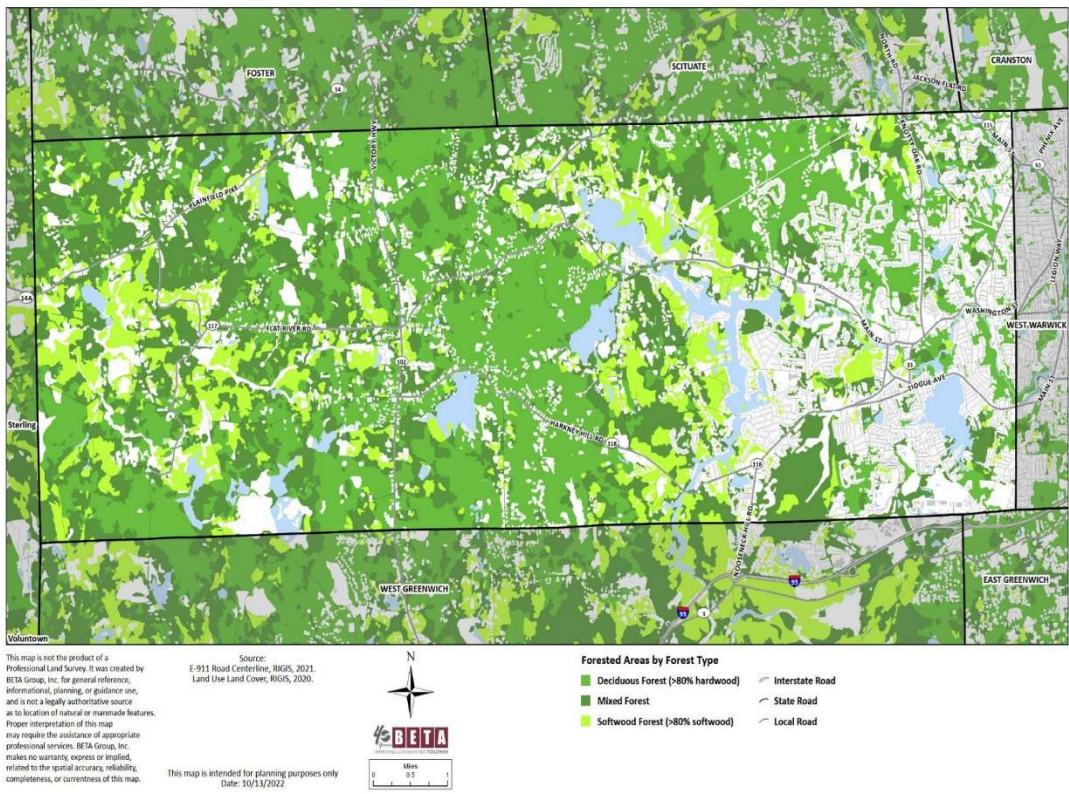 FOSTER
SCITUATE
CRANSTON
NORTH RD
JACKSON FLAT RD
14
VICTORY HWY
KNOTTY OAK RD
115
MAIN ST
PHENIX AVE
51
PLAINFIELD PIKE
LEGION WAY
14A
117
FLAT RIVER RD
102
MAIN ST
WASHINGTON ST
WEST WARWICK
33
TIOGUE AVE
MAIN ST
Sterling
HARKNEY HILL RD
118
118
NOOSENECK HILL RD
WEST GREENWICH
95
EAST GREENWICH
95
1
Voluntown
This map is not the product of a
Professional Land Survey. It was created by
BETA Group, Inc. for general reference,
informational, planning, or guidance use,
and is not a legally authoritative source
as to location of natural or manmade features.
Proper interpretation of this map
may require the assistance of appropriate
professional services. BETA Group, Inc.
makes no warranty, express or implied,
related to the spatial accuracy, reliability,
completeness, or currentness of this map.
Source:
E-911 Road Centerline, RIGIS, 2021.
Land Use Land Cover, RIGIS, 2020.
This map is intended for planning purposes only
Date: 10/13/2022
N
BETA
Miles
0 0.5 1
Forested Areas by Forest Type
Deciduous Forest (>80% hardwood)
Mixed Forest
Softwood Forest (>80% softwood)
Interstate Road
State Road
Local Road